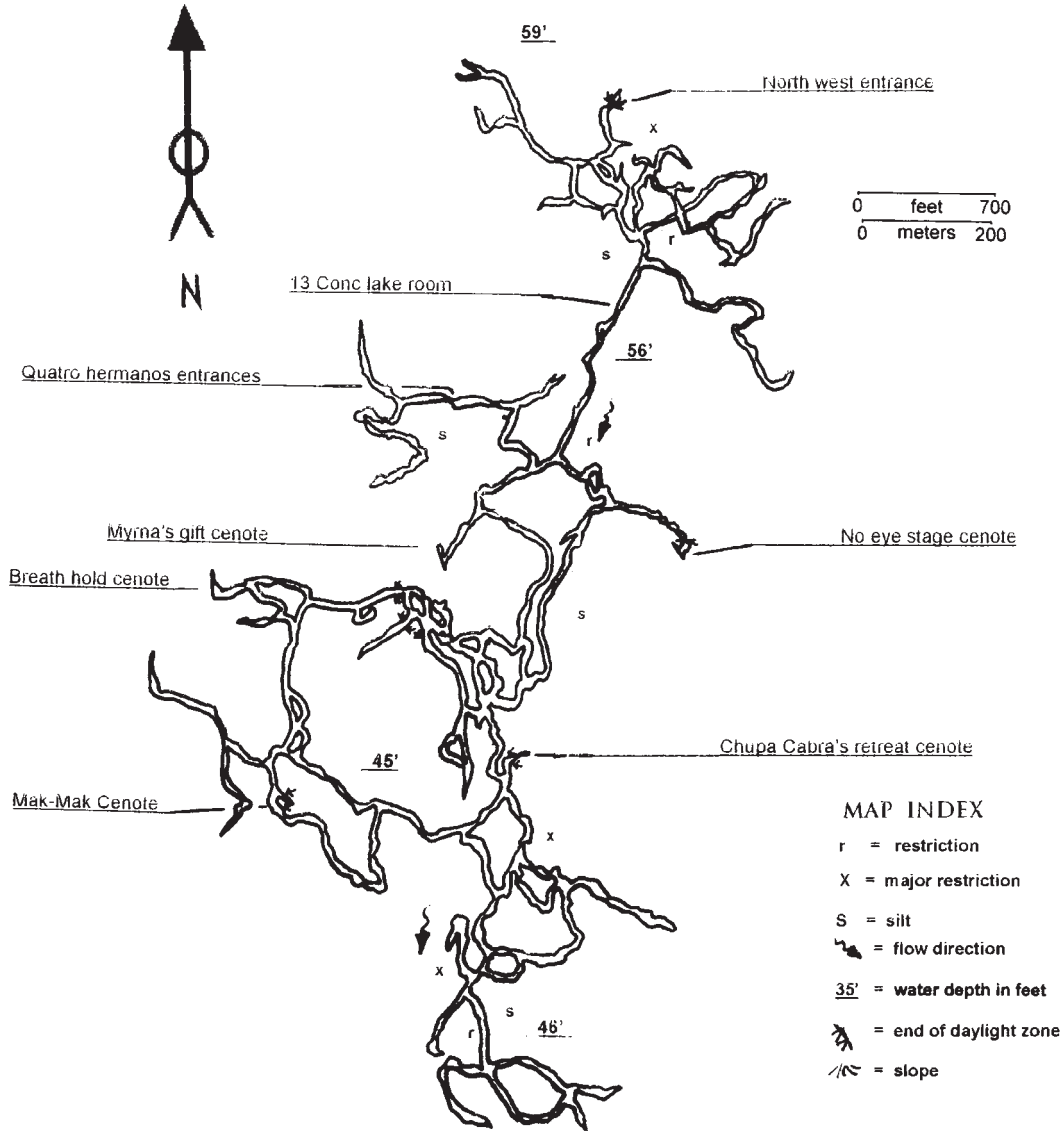 59'
North west entrance
x
0 feet 700
0 meters 200
r
s
N
13 Conc lake room
56'
Quatro hermanos entrances
s
r
Myrna's gift cenote
No eye stage cenote
Breath hold cenote
s
45'
Chupa Cabra's retreat cenote
Mak-Mak Cenote
MAP INDEX
x
r = restriction
X = major restriction
S = silt
= flow direction
x
35' = water depth in feet
s
46'
r
= end of daylight zone
= slope